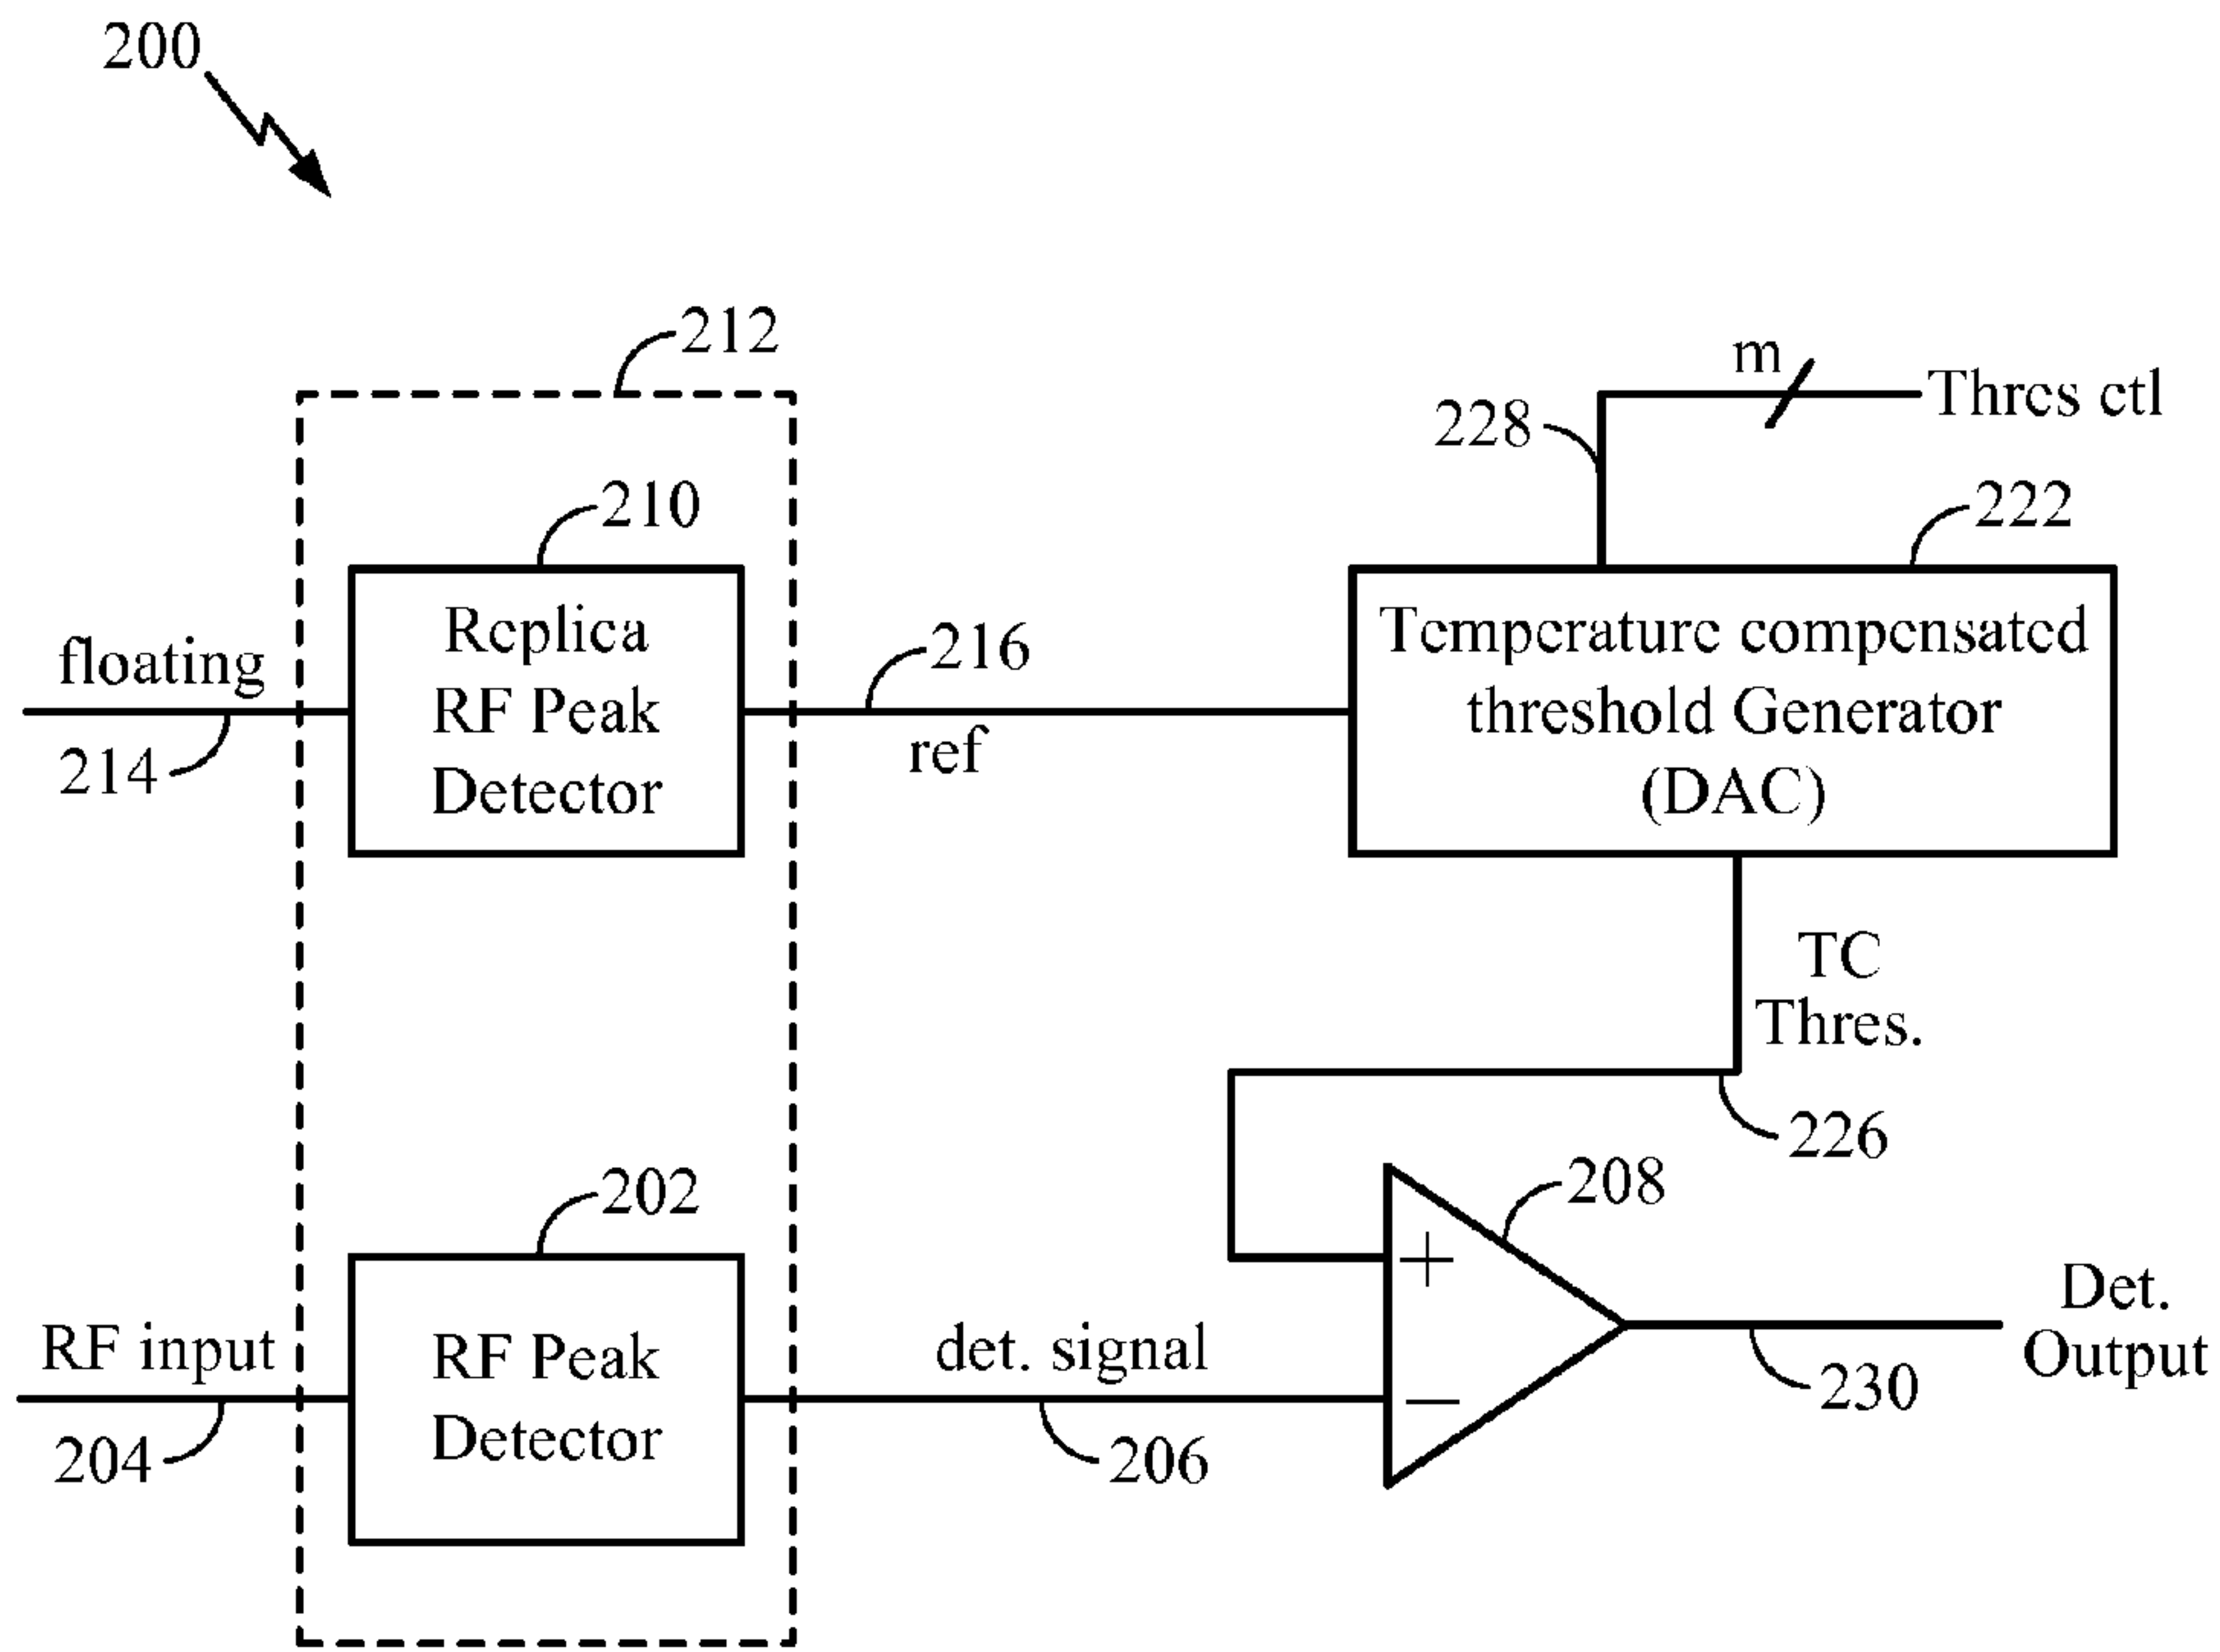 200
212
m
Thres ctl
228
210
222
Replica
RF Peak
Detector
floating
214
216
ref
Temperature compensated
threshold Generator
(DAC)
TC
Thres.
226
202
208
RF input
204
RF Peak
Detector
det. signal
206
+
−
Det.
Output
230